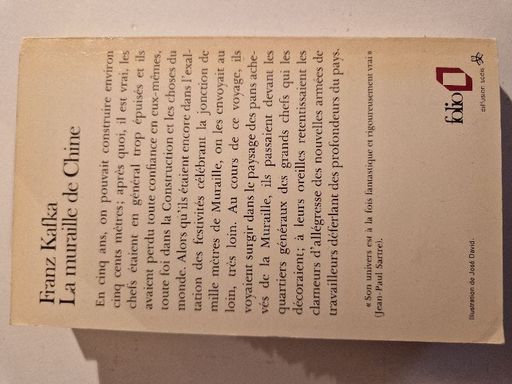 Franz Kafka
La muraille de Chine
En cinq ans, on pouvait construire environ
cinq cents mètres; après quoi, il est vrai, les
chefs étaient en général trop épuisés et ils
avaient perdu toute confiance en eux-mêmes,
toute foi dans la Construction et les choses du
monde. Alors qu'ils étaient encore dans l'exal-
tation des festivités célébrant la jonction de
mille mètres de Muraille, on les envoyait au
loin, très loin. Au cours de ce voyage, ils
voyaient surgir dans le paysage des pans ache-
vés de la Muraille, ils passaient devant les
quartiers généraux des grands chefs qui les
décoraient; à leurs oreilles retentissaient les
clameurs d'allégresse des nouvelles armées de
travailleurs déferlant des profondeurs du pays.
« Son univers est à la fois fantastique et rigoureusement vrai »
(Jean-Paul Sartre).
Illustration de José David.
folio
DIFFUSION: SODIS